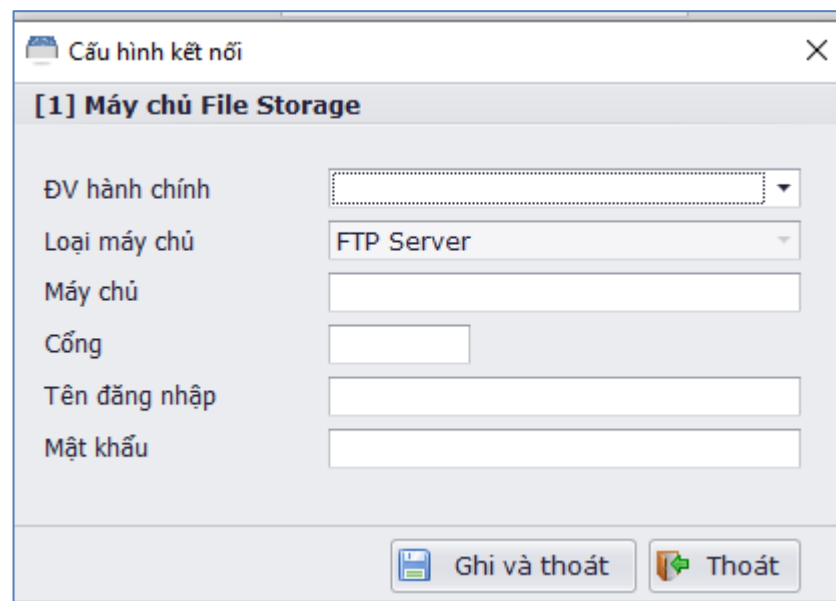 Cấu hình kết nối
[1] Máy chủ File Storage
ĐV hành chính
Loại máy chủ FTP Server
Máy chủ
Cổng
Tên đăng nhập
Mật khẩu
Ghi và thoát Thoát